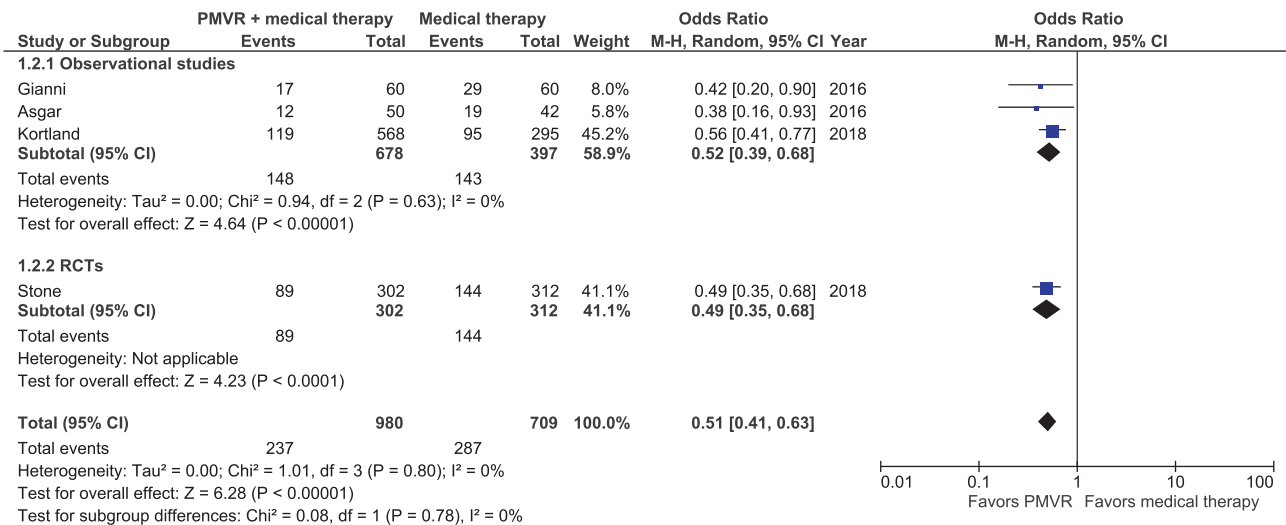 PMVR + medical therapy Medical therapy Odds Ratio Odds Ratio
Study or Subgroup Events Total Events Total Weight M-H, Random, 95% CI Year M-H, Random, 95% CI
1.2.1 Observational studies
Gianni 17 60 29 60 8.0% 0.42 [0.20, 0.90] 2016
Asgar 12 50 19 42 5.8% 0.38 [0.16, 0.93] 2016
Kortland 119 568 95 295 45.2% 0.56 [0.41, 0.77] 2018
Subtotal (95% CI) 678 397 58.9% 0.52 [0.39, 0.68]
Total events 148 143
Heterogeneity: Tau² = 0.00; Chi² = 0.94, df = 2 (P = 0.63); I² = 0%
Test for overall effect: Z = 4.64 (P < 0.00001)
1.2.2 RCTs
Stone 89 302 144 312 41.1% 0.49 [0.35, 0.68] 2018
Subtotal (95% CI) 302 312 41.1% 0.49 [0.35, 0.68]
Total events 89 144
Heterogeneity: Not applicable
Test for overall effect: Z = 4.23 (P < 0.0001)
Total (95% CI) 980 709 100.0% 0.51 [0.41, 0.63]
Total events 237 287
Heterogeneity: Tau² = 0.00; Chi² = 1.01, df = 3 (P = 0.80); I² = 0%
Test for overall effect: Z = 6.28 (P < 0.00001)
Test for subgroup differences: Chi² = 0.08, df = 1 (P = 0.78), I² = 0%
0.01 0.1 1 10 100
Favors PMVR Favors medical therapy